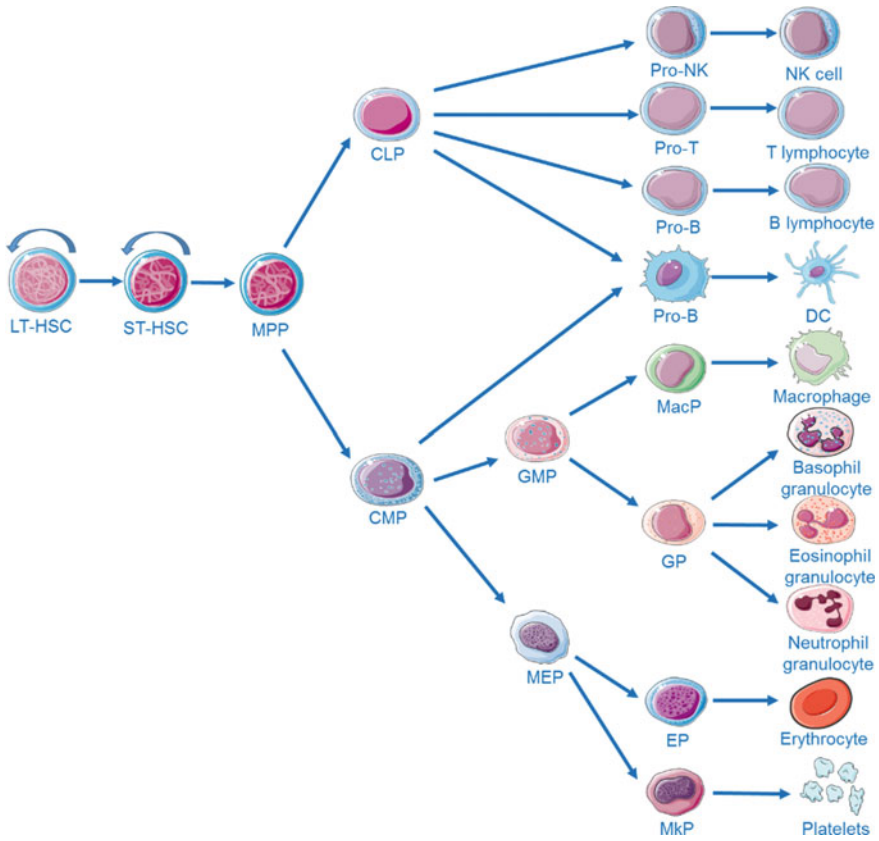 Pro-NK
NK cell
CLP
Pro-T
T lymphocyte
Pro-B
B lymphocyte
LT-HSC
ST-HSC
MPP
Pro-B
DC
MacP
Macrophage
GMP
Basophil
granulocyte
CMP
GP
Eosinophil
granulocyte
Neutrophil
granulocyte
MEP
EP
Erythrocyte
MkP
Platelets